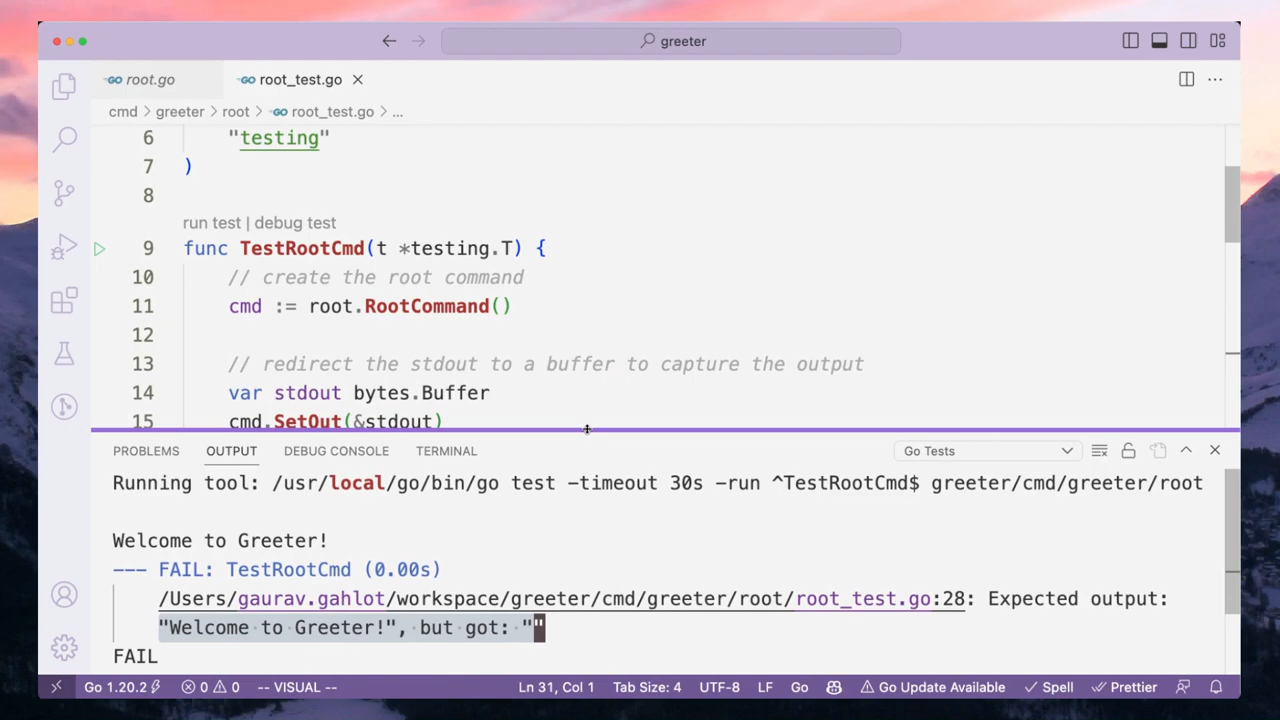 greeter
root.go
root_test.go
cmd > greeter > root > root_test.go > ...
6 "testing"
7 )
8
run test | debug test
9 func TestRootCmd(t *testing.T) {
10 // create the root command
11 cmd := root.RootCommand()
12
13 // redirect the stdout to a buffer to capture the output
14 var stdout bytes.Buffer
15 cmd.SetOut(&stdout)
PROBLEMS OUTPUT DEBUG CONSOLE TERMINAL Go Tests
Running tool: /usr/local/go/bin/go test -timeout 30s -run ^TestRootCmd$ greeter/cmd/greeter/root
Welcome to Greeter!
--- FAIL: TestRootCmd (0.00s)
/Users/gaurav.gahlot/workspace/greeter/cmd/greeter/root/root_test.go:28: Expected output:
"Welcome·to·Greeter!",·but·got:·""
FAIL
Go 1.20.2 0 0 -- VISUAL -- Ln 31, Col 1 Tab Size: 4 UTF-8 LF Go Go Update Available Spell Prettier